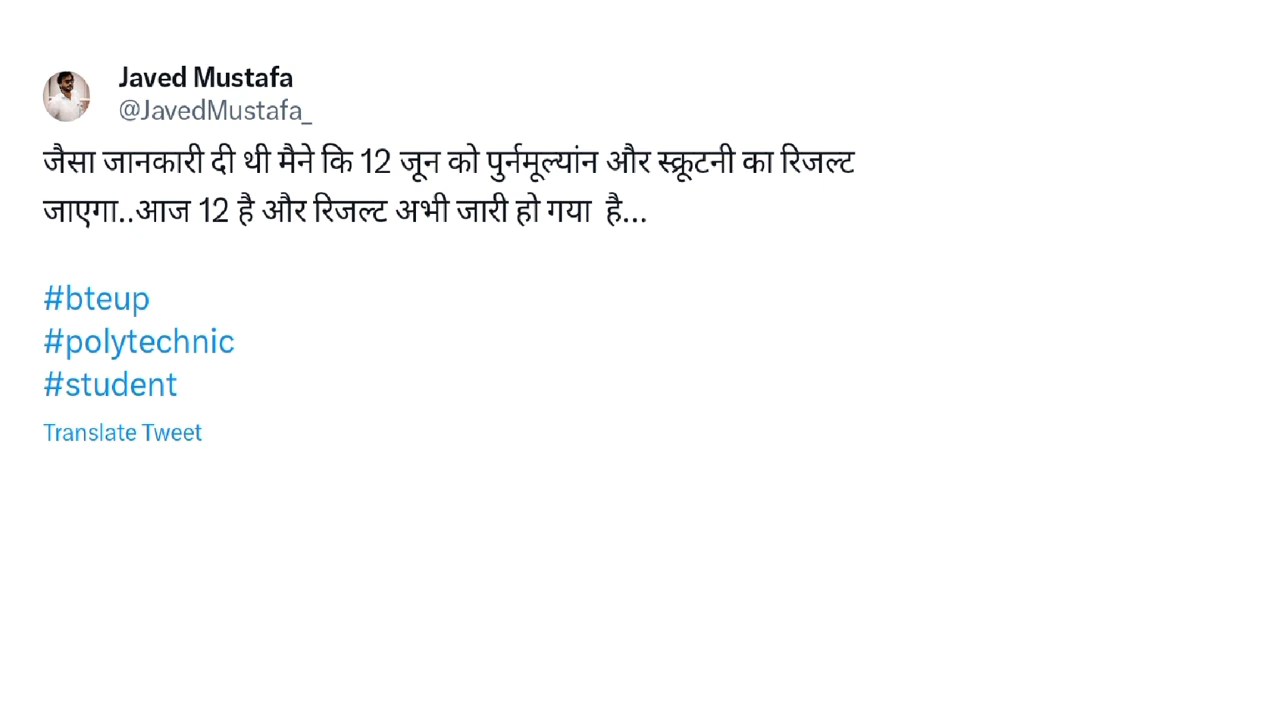 Javed Mustafa
@JavedMustafa_
जैसा जानकारी दी थी मैने कि 12 जून को पुर्नमूल्यांन और स्क्रूटनी का रिजल्ट
जाएगा..आज 12 है और रिजल्ट अभी जारी हो गया  है...
#bteup
#polytechnic
#student
Translate Tweet